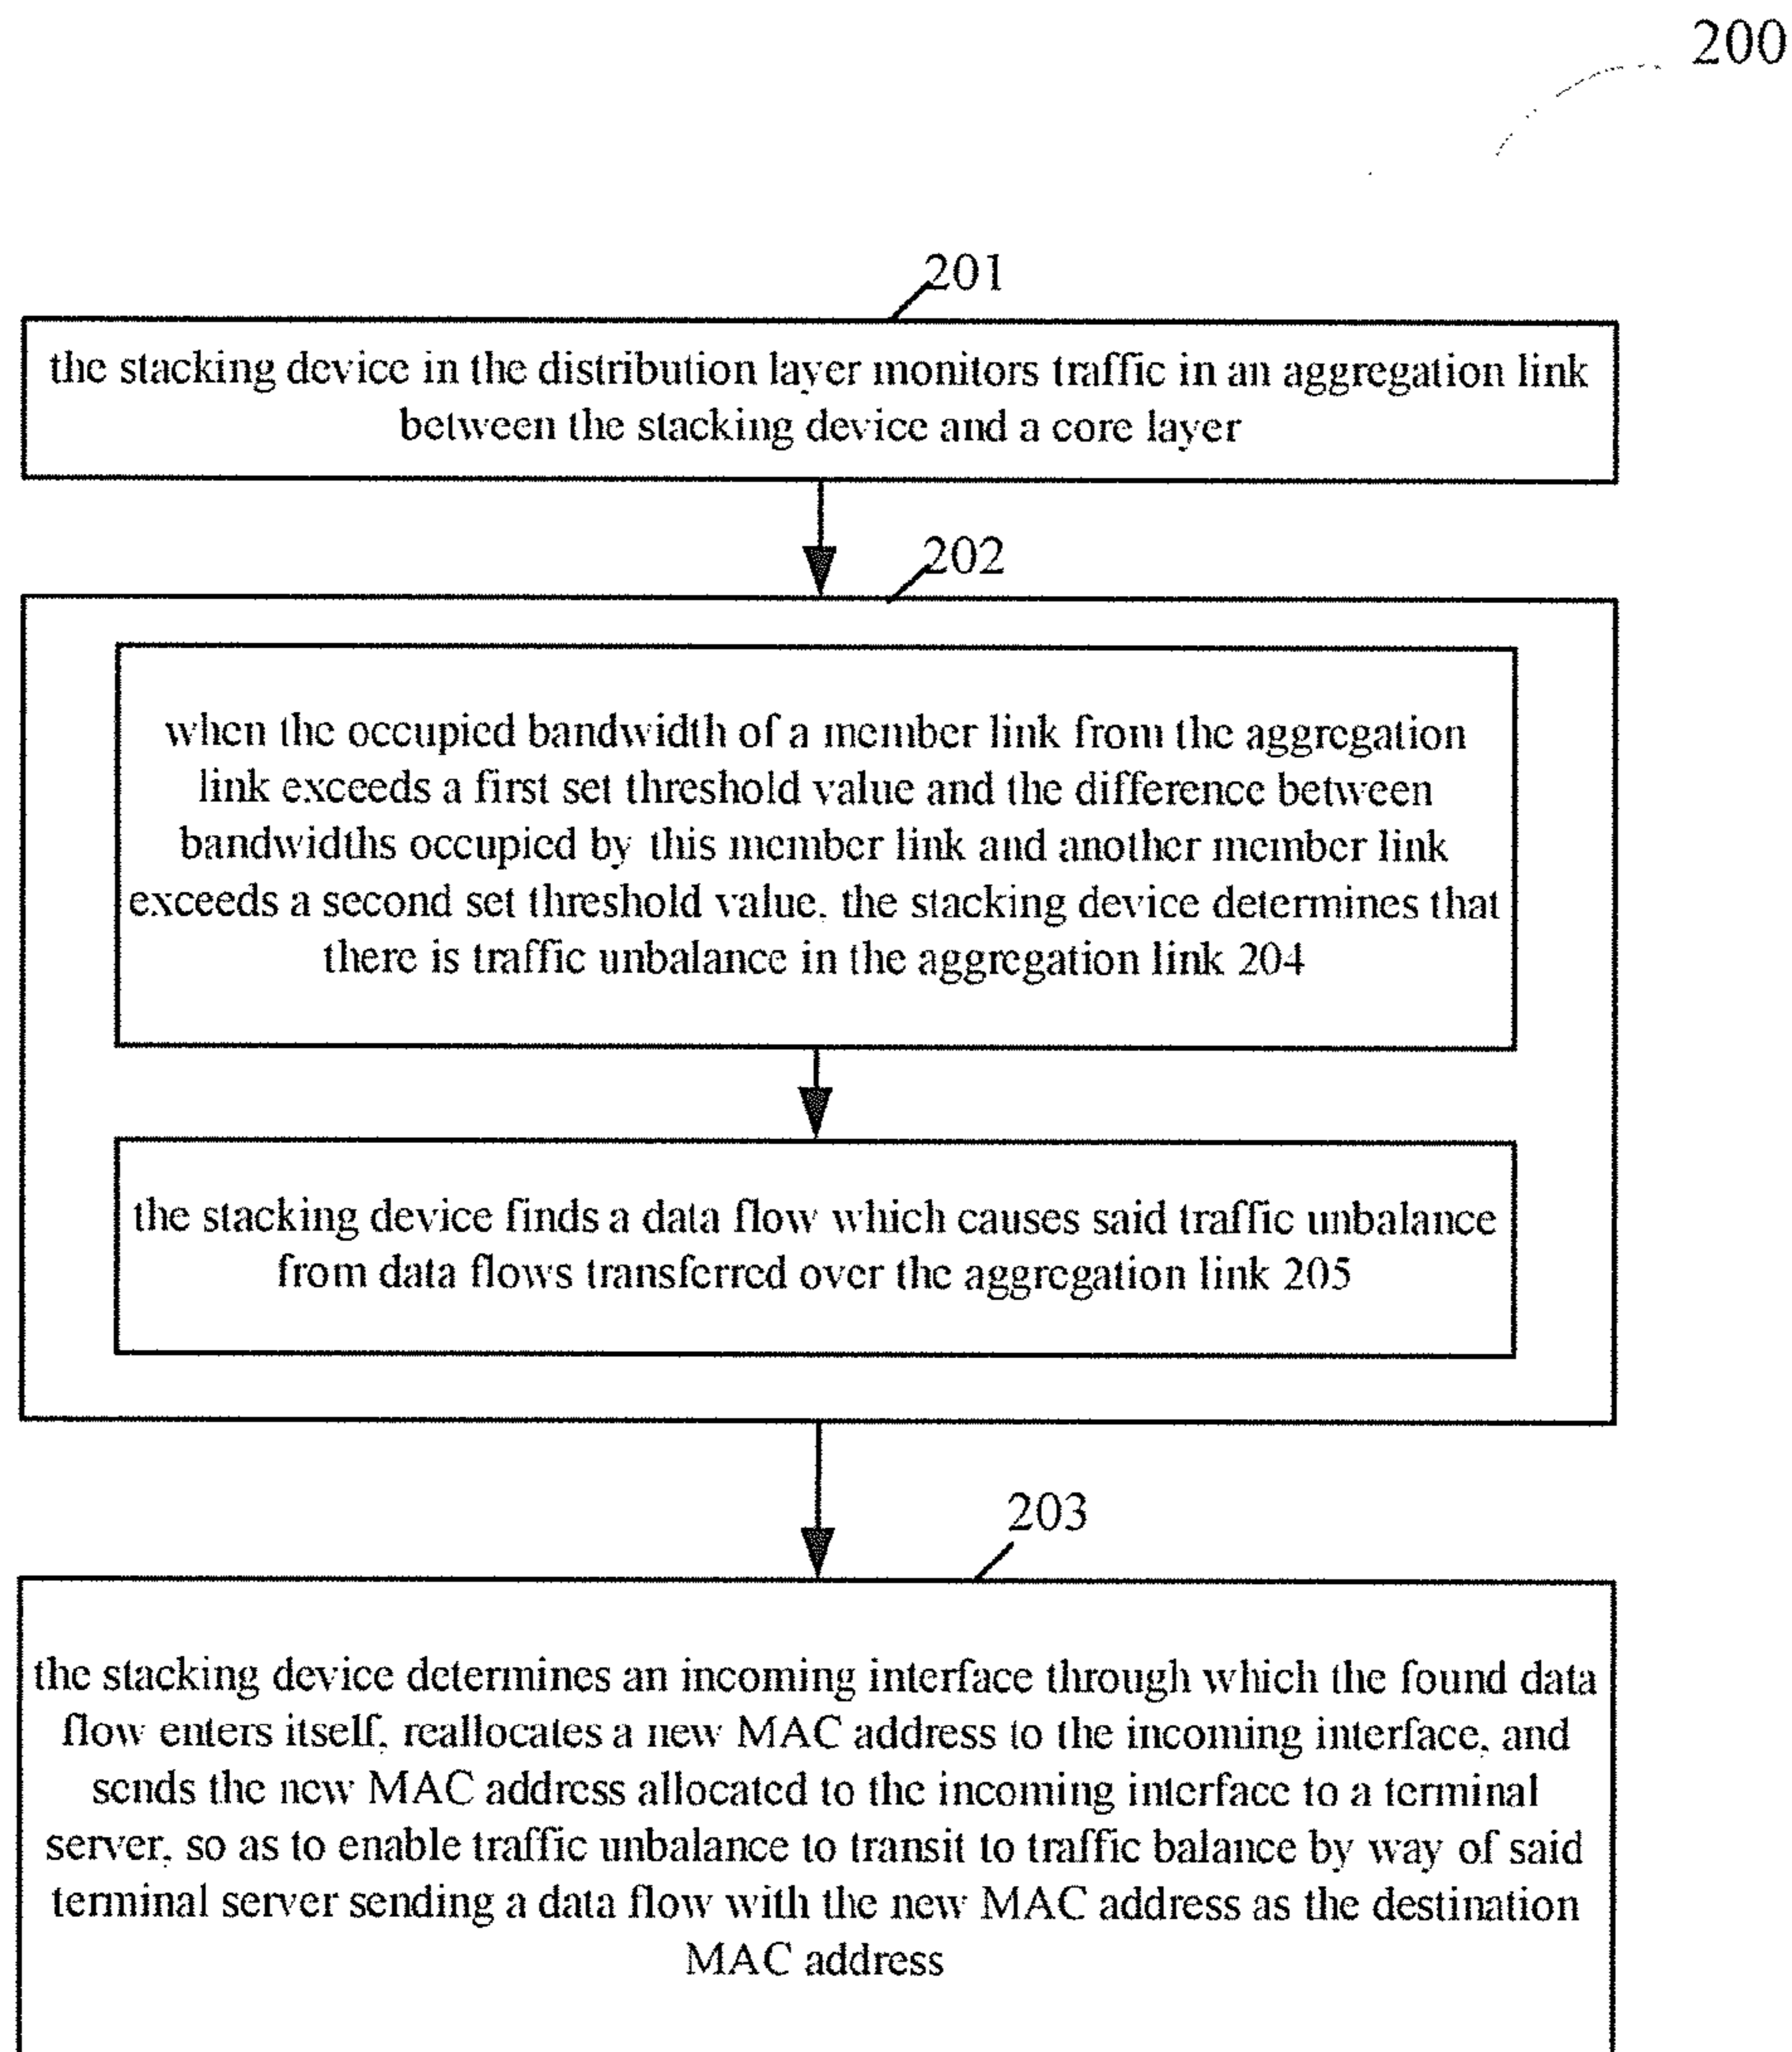 200
201
the stacking device in the distribution layer monitors traffic in an aggregation link
between the stacking device and a core layer
202
when the occupied bandwidth of a member link from the aggregation
link exceeds a first set threshold value and the difference between
bandwidths occupied by this member link and another member link
exceeds a second set threshold value, the stacking device determines that
there is traffic unbalance in the aggregation link 204
the stacking device finds a data flow which causes said traffic unbalance
from data flows transferred over the aggregation link 205
203
the stacking device determines an incoming interface through which the found data
flow enters itself, reallocates a new MAC address to the incoming interface, and
sends the new MAC address allocated to the incoming interface to a terminal
server, so as to enable traffic unbalance to transit to traffic balance by way of said
terminal server sending a data flow with the new MAC address as the destination
MAC address